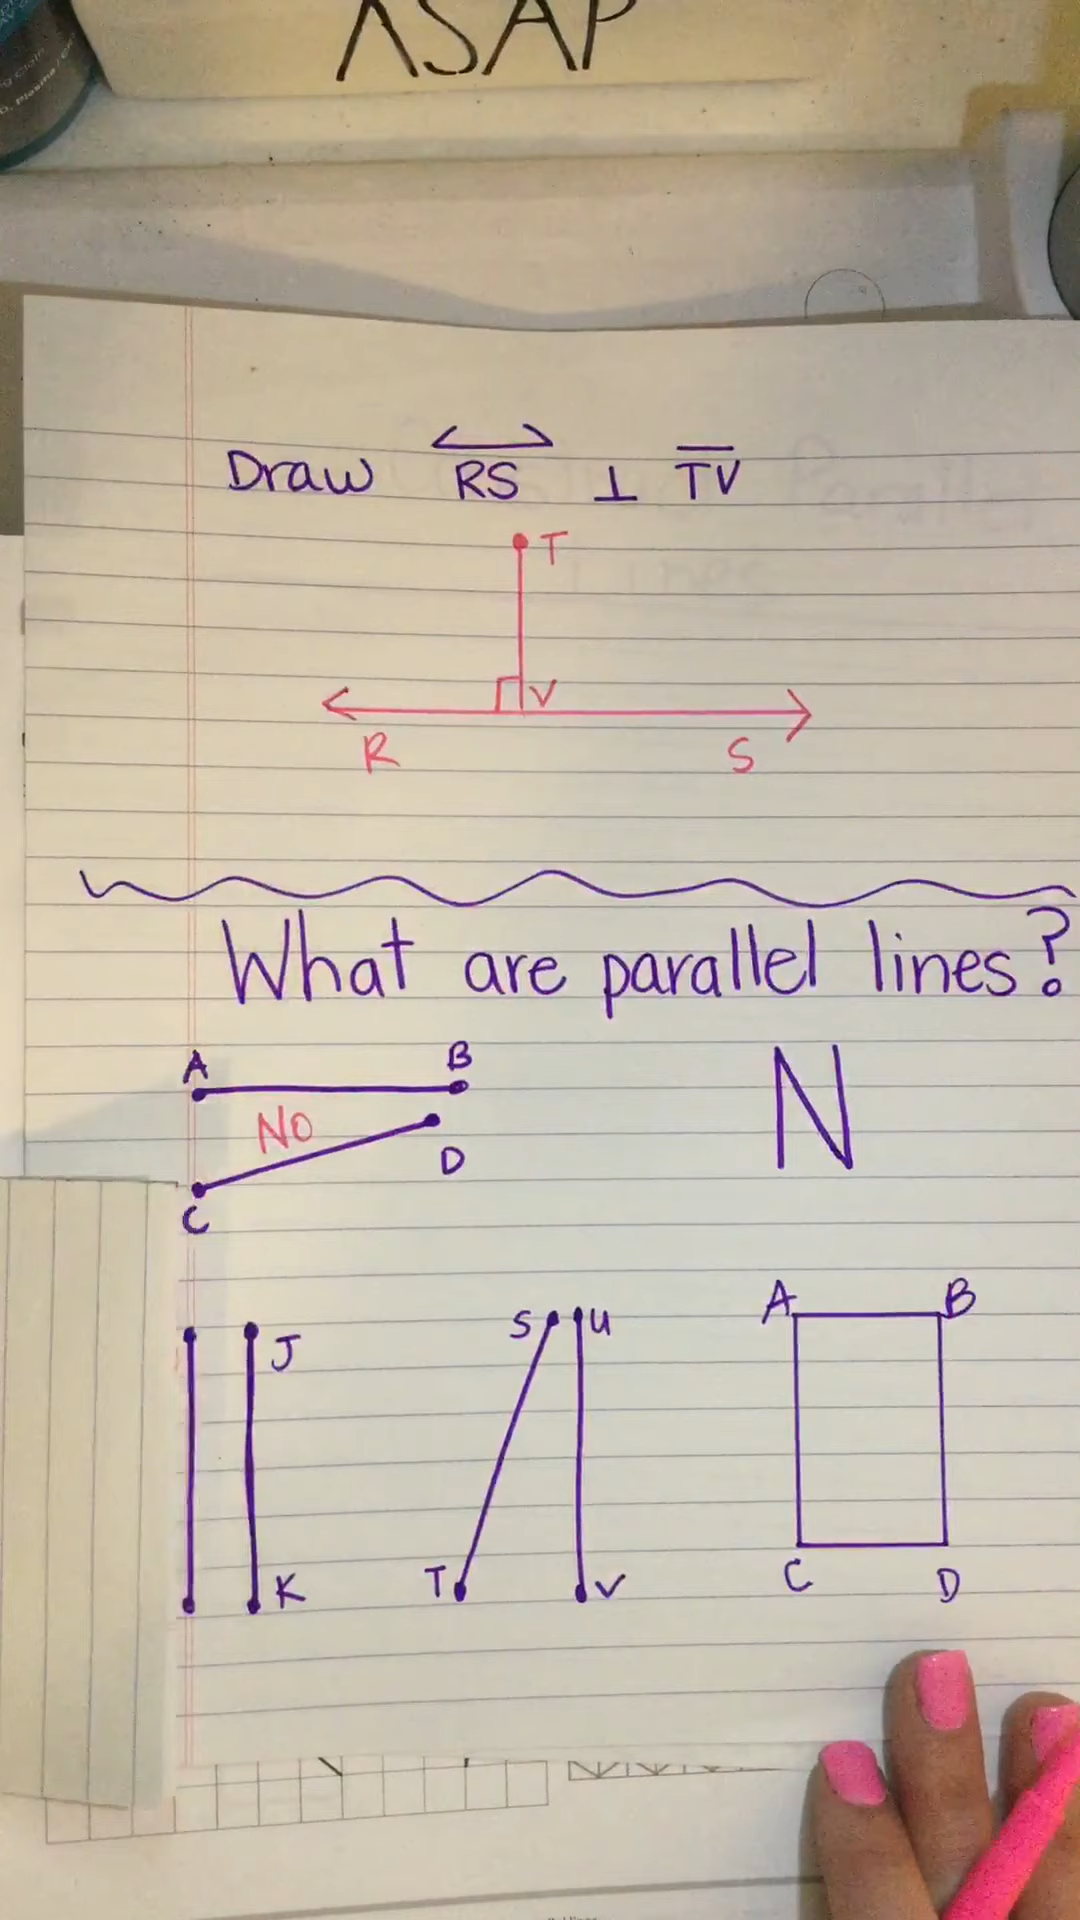 ASAP
Draw RS ⊥ TV
T
V
R S
What are parallel lines?
A B
NO
D
C
N
J
K
S U
T V
A B
C D